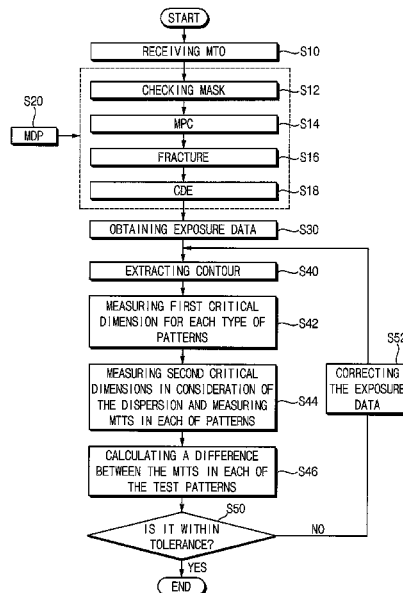 START
RECEIVING MTO
S10
S20
MDP
CHECKING MASK
S12
MPC
S14
FRACTURE
S16
CDE
S18
OBTAINING EXPOSURE DATA
S30
EXTRACTING CONTOUR
S40
MEASURING FIRST CRITICAL
DIMENSION FOR EACH TYPE OF
PATTERNS
S42
MEASURING SECOND CRITICAL
DIMENSIONS IN CONSIDERATION
OF THE DISPERSION AND MEASURING
MTTS IN EACH OF PATTERNS
S44
S52
CORRECTING
THE EXPOSURE
DATA
CALCULATING A DIFFERENCE
BETWEEN THE MTTS IN EACH OF
THE TEST PATTERNS
S46
S50
IS IT WITHIN
TOLERANCE?
NO
YES
END